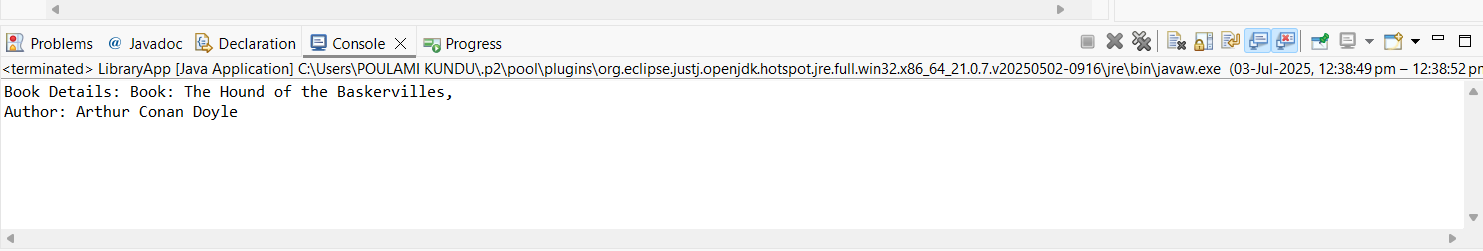 Problems @ Javadoc Declaration Console Progress
<terminated> LibraryApp [Java Application] C:\Users\POULAMI KUNDU\.p2\pool\plugins\org.eclipse.justj.openjdk.hotspot.jre.full.win32.x86_64_21.0.7.v20250502-0916\jre\bin\javaw.exe (03-Jul-2025, 12:38:49 pm – 12:38:52 pm
Book Details: Book: The Hound of the Baskervilles,
Author: Arthur Conan Doyle